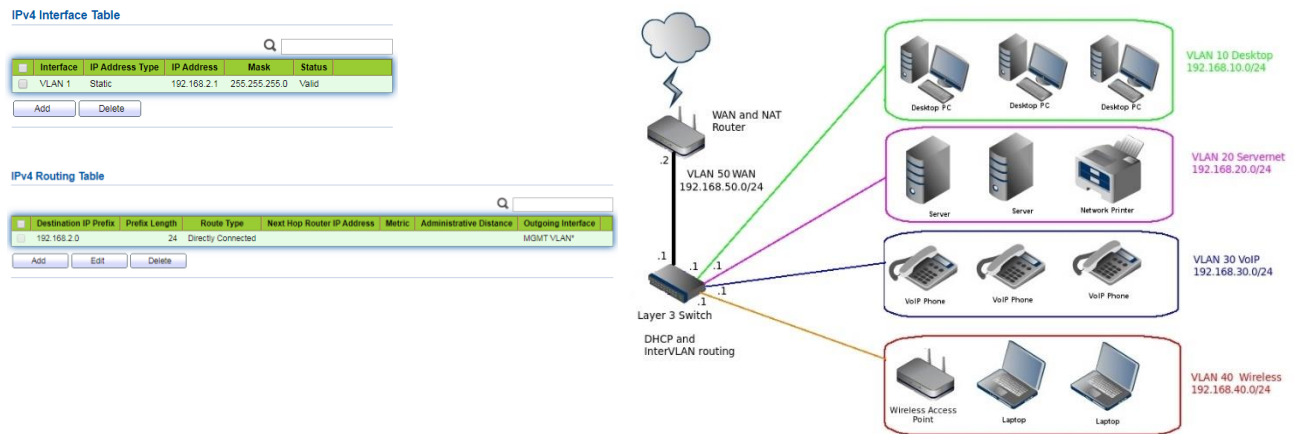 IPv4 Interface Table
Interface IP Address Type IP Address Mask Status
VLAN 1 Static 192.168.2.1 255.255.255.0 Valid
Add Delete
IPv4 Routing Table
Destination IP Prefix Prefix Length Route Type Next Hop Router IP Address Metric Administrative Distance Outgoing Interface
192.168.2.0 24 Directly Connected MGMT VLAN*
Add Edit Delete
WAN and NAT
Router
.2
VLAN 50 WAN
192.168.50.0/24
.1
.1
.1
.1
.1
Layer 3 Switch
DHCP and
InterVLAN routing
Desktop PC Desktop PC Desktop PC
VLAN 10 Desktop
192.168.10.0/24
Server Server Network Printer
VLAN 20 Servernet
192.168.20.0/24
VoIP Phone VoIP Phone VoIP Phone
VLAN 30 VoIP
192.168.30.0/24
Wireless Access
Point
Laptop Laptop
VLAN 40 Wireless
192.168.40.0/24